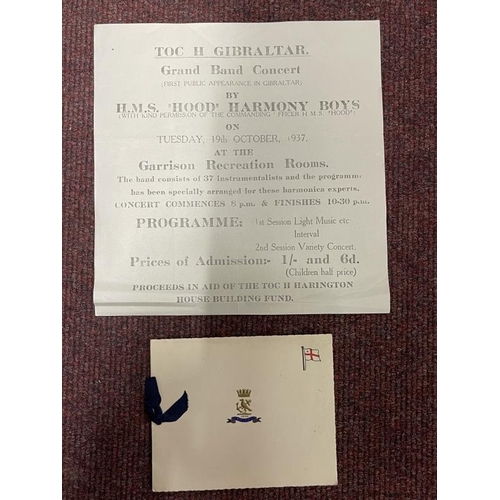 TOC H GIBRALTAR.
Grand Band Concert
(FIRST PUBLIC APPEARANCE IN GIBRALTAR)
BY
H.M.S. 'HOOD' HARMONY BOYS
(WITH KIND PERMISSION OF THE COMMANDING FFICER H.M.S. "HOOD")
ON
TUESDAY, 19th OCTOBER, 1937,
AT THE
Garrison Recreation Rooms.
The band consists of 37 instrumentalists and the programme
has been specially arranged for these harmonica experts.
CONCERT COMMENCES 8 p.m. & FINISHES 10-30 p.m.
PROGRAMME: 1st Session Light Music etc
Interval
2nd Session Variety Concert.
Prices of Admission:- 1/- and 6d.
(Children half price)
PROCEEDS IN AID OF THE TOC H HARINGTON
HOUSE BUILDING FUND.